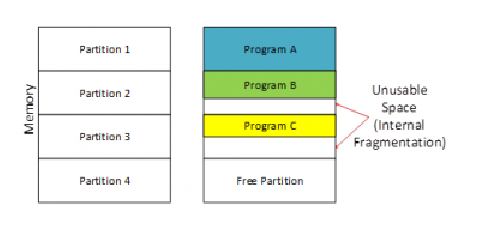 Memory
Partition 1
Partition 2
Partition 3
Partition 4
Program A
Program B
Program C
Free Partition
Unusable
Space
(Internal
Fragmentation)